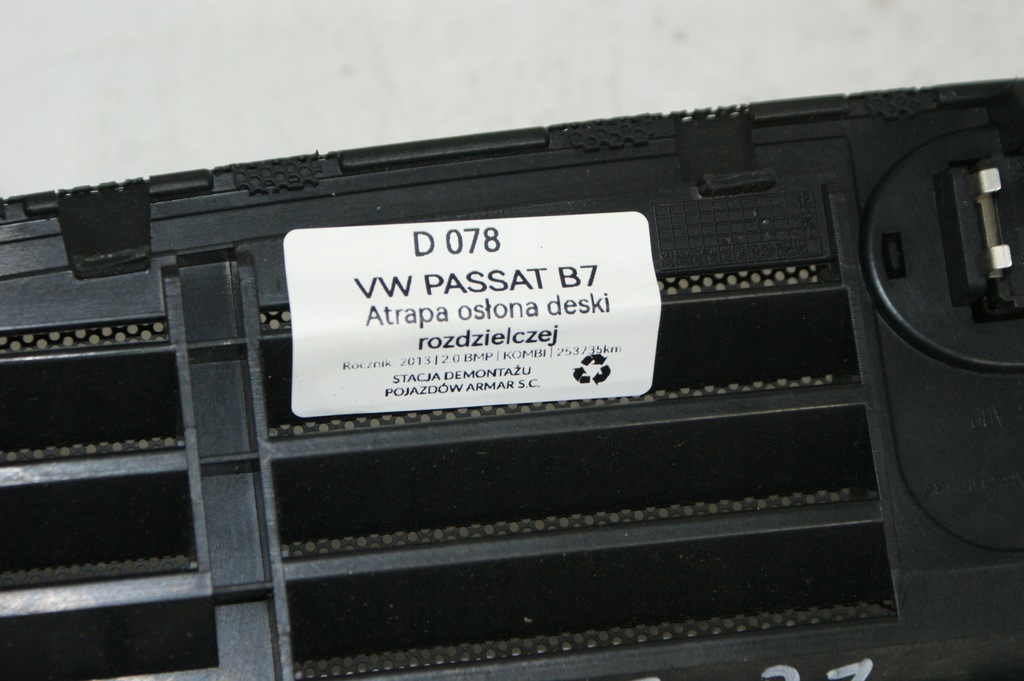 D 078
VW PASSAT B7
Atrapa osłona deski
rozdzielczej
Rocznik: 2013 | 2.0 BMP | KOMBI | 253735km
STACJA DEMONTAŻU
POJAZDÓW ARMAR S.C.